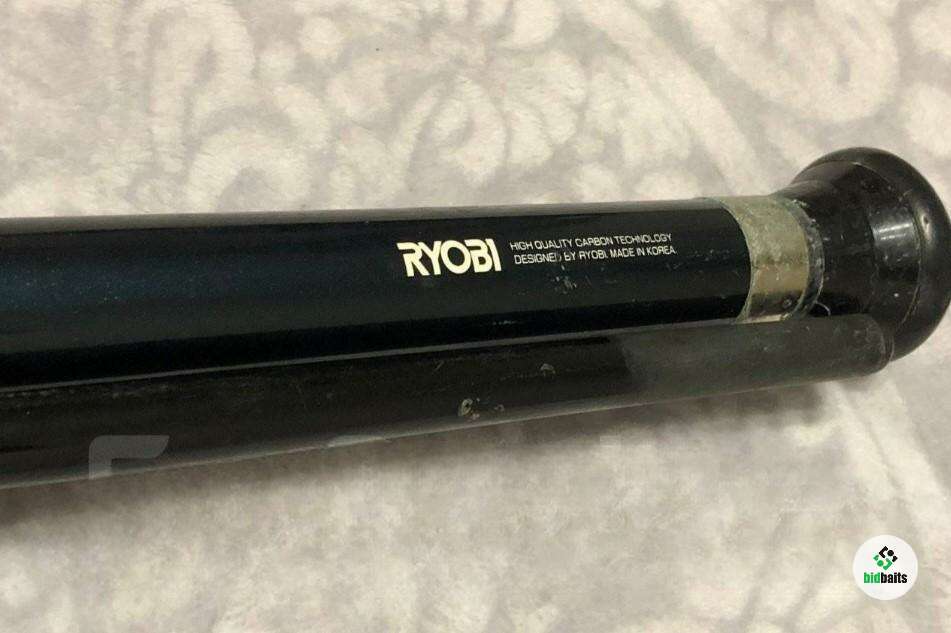 RYOBI
HIGH QUALITY CARBON TECHNOLOGY
DESIGNED bY RYOBI. MADE IN KOREA
bidbaits